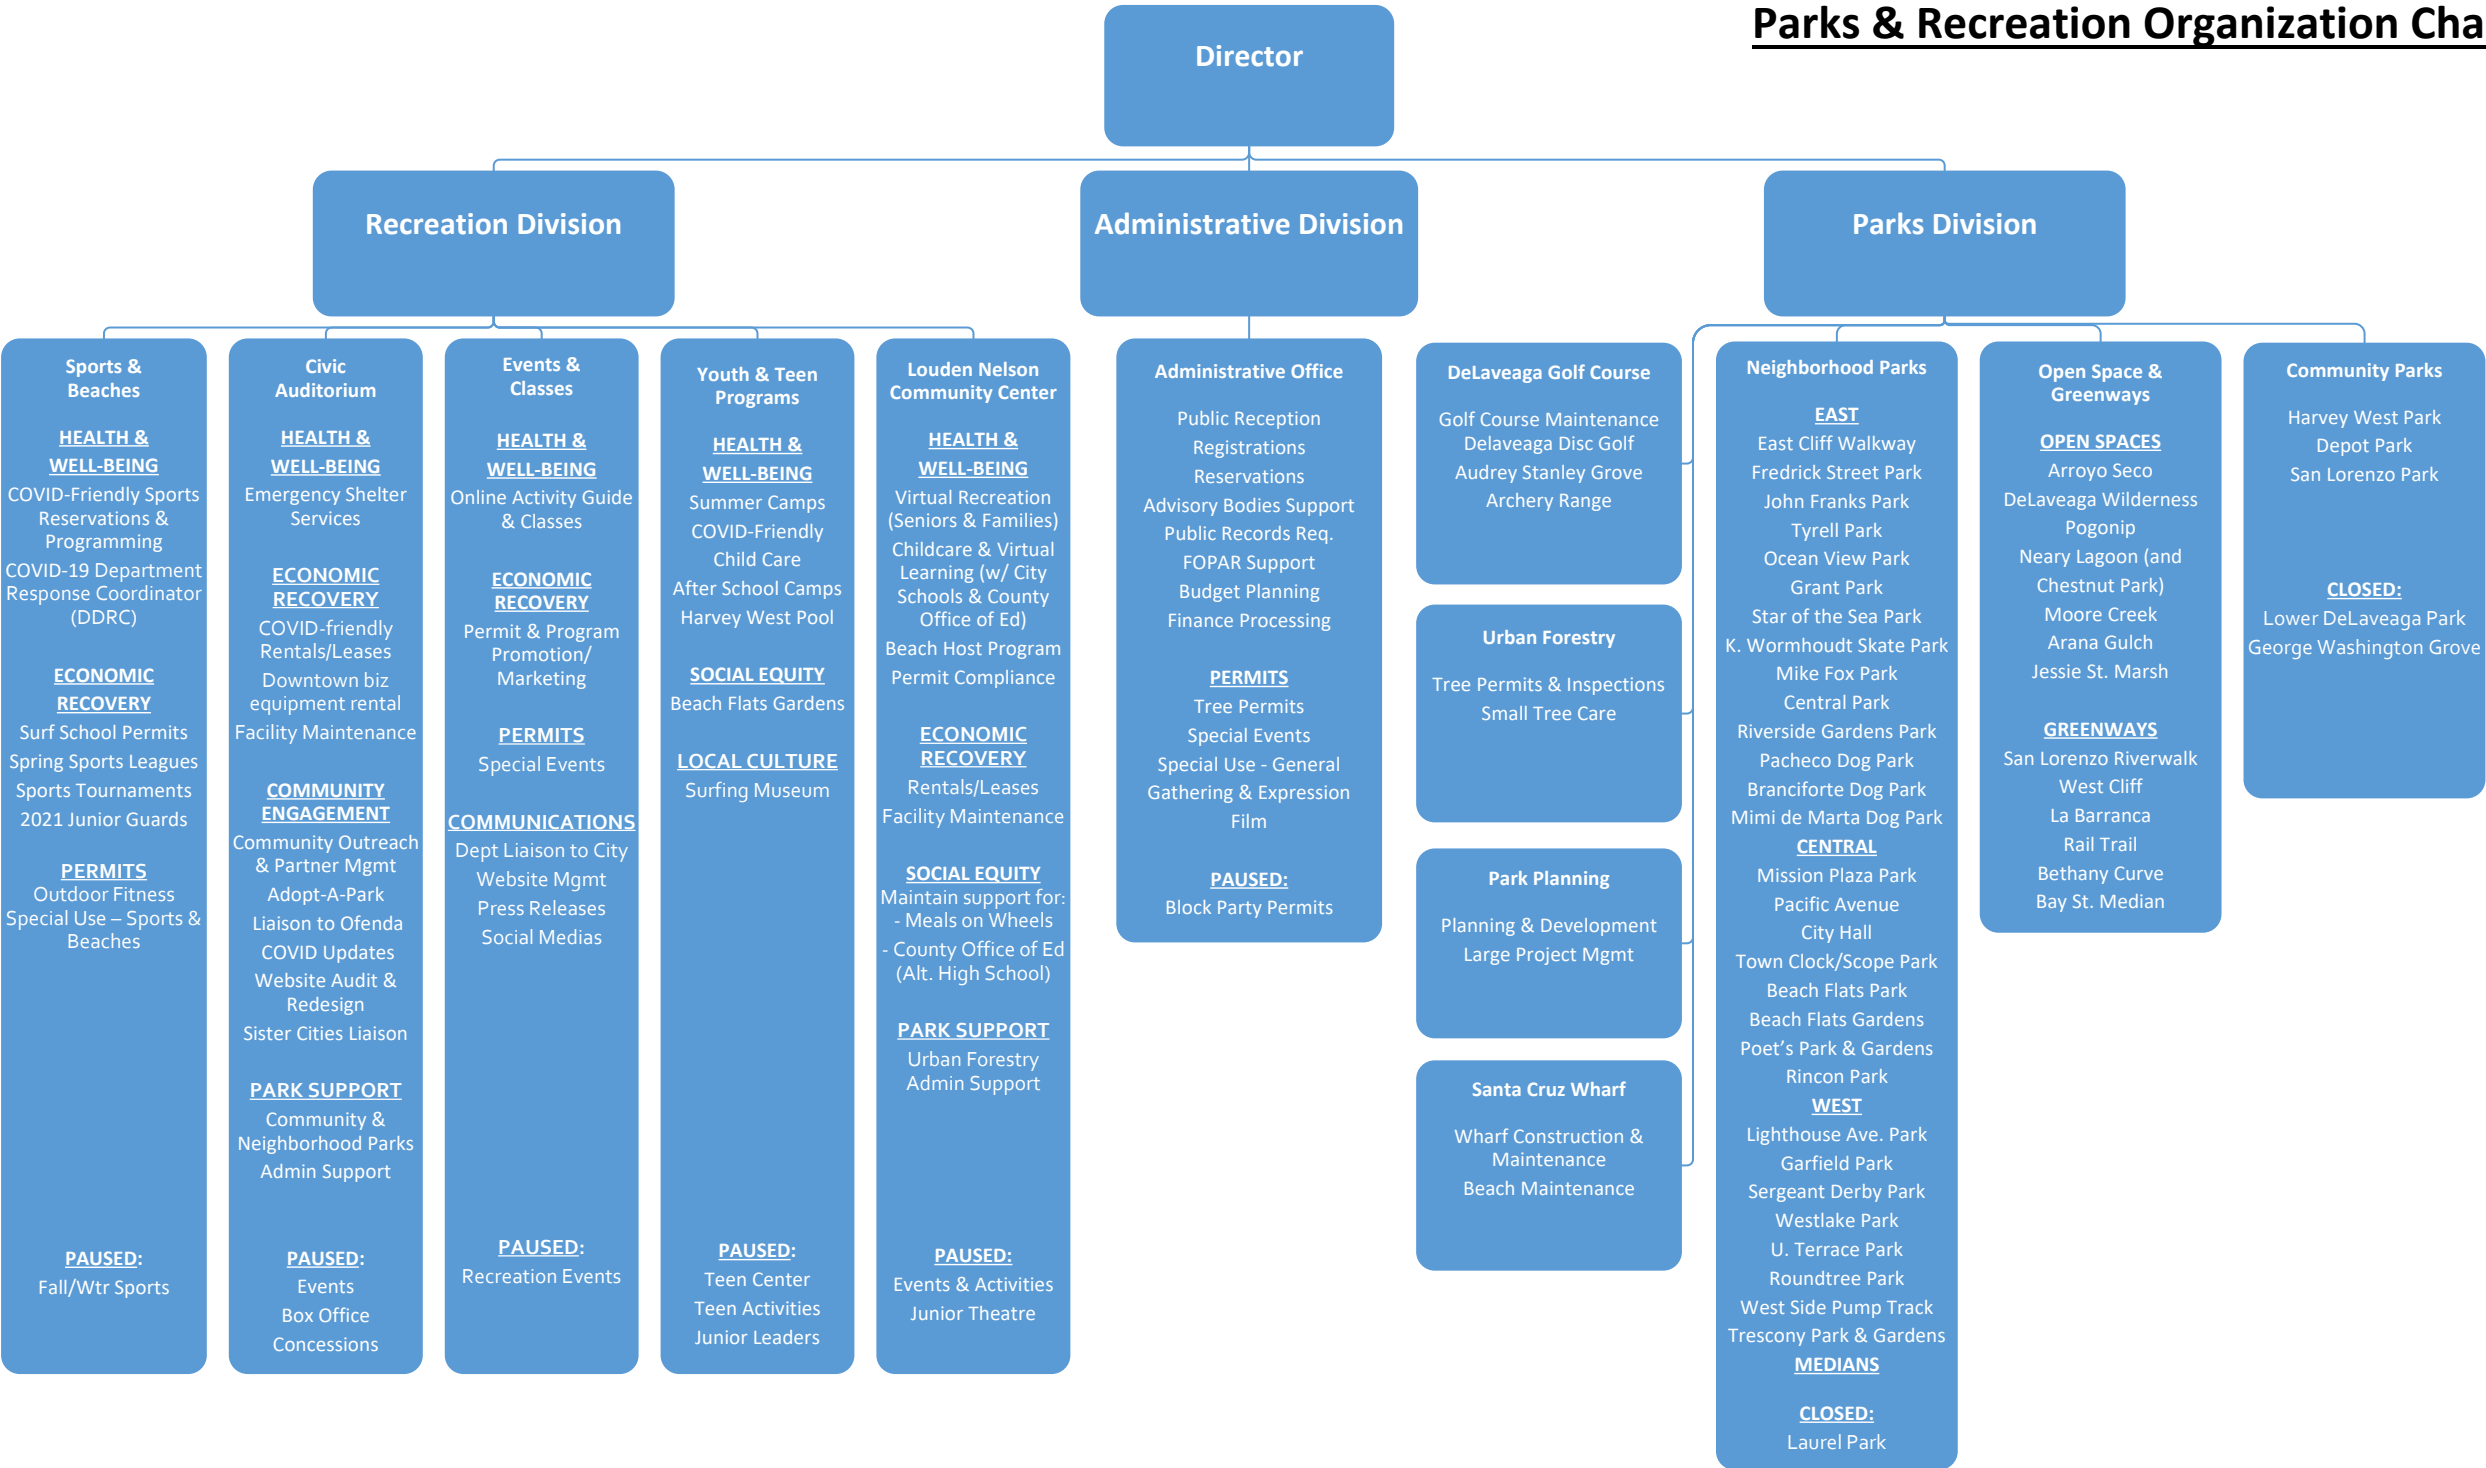 Parks & Recreation Organization Cha
Director
Recreation Division
Administrative Division
Parks Division
Sports &
Beaches
HEALTH &
WELL-BEING
COVID-Friendly Sports
Reservations &
Programming
COVID-19 Department
Response Coordinator
(DDRC)
ECONOMIC
RECOVERY
Surf School Permits
Spring Sports Leagues
Sports Tournaments
2021 Junior Guards
PERMITS
Outdoor Fitness
Special Use – Sports &
Beaches
PAUSED:
Fall/Wtr Sports
Civic
Auditorium
HEALTH &
WELL-BEING
Emergency Shelter
Services
ECONOMIC
RECOVERY
COVID-friendly
Rentals/Leases
Downtown biz
equipment rental
Facility Maintenance
COMMUNITY
ENGAGEMENT
Community Outreach
& Partner Mgmt
Adopt-A-Park
Liaison to Ofenda
COVID Updates
Website Audit &
Redesign
Sister Cities Liaison
PARK SUPPORT
Community &
Neighborhood Parks
Admin Support
PAUSED:
Events
Box Office
Concessions
Events &
Classes
HEALTH &
WELL-BEING
Online Activity Guide
& Classes
ECONOMIC
RECOVERY
Permit & Program
Promotion/
Marketing
PERMITS
Special Events
COMMUNICATIONS
Dept Liaison to City
Website Mgmt
Press Releases
Social Medias
PAUSED:
Recreation Events
Youth & Teen
Programs
HEALTH &
WELL-BEING
Summer Camps
COVID-Friendly
Child Care
After School Camps
Harvey West Pool
SOCIAL EQUITY
Beach Flats Gardens
LOCAL CULTURE
Surfing Museum
PAUSED:
Teen Center
Teen Activities
Junior Leaders
Louden Nelson
Community Center
HEALTH &
WELL-BEING
Virtual Recreation
(Seniors & Families)
Childcare & Virtual
Learning (w/ City
Schools & County
Office of Ed)
Beach Host Program
Permit Compliance
ECONOMIC
RECOVERY
Rentals/Leases
Facility Maintenance
SOCIAL EQUITY
Maintain support for:
- Meals on Wheels
- County Office of Ed
(Alt. High School)
PARK SUPPORT
Urban Forestry
Admin Support
PAUSED:
Events & Activities
Junior Theatre
Administrative Office
Public Reception
Registrations
Reservations
Advisory Bodies Support
Public Records Req.
FOPAR Support
Budget Planning
Finance Processing
PERMITS
Tree Permits
Special Events
Special Use - General
Gathering & Expression
Film
PAUSED:
Block Party Permits
DeLaveaga Golf Course
Golf Course Maintenance
Delaveaga Disc Golf
Audrey Stanley Grove
Archery Range
Urban Forestry
Tree Permits & Inspections
Small Tree Care
Park Planning
Planning & Development
Large Project Mgmt
Santa Cruz Wharf
Wharf Construction &
Maintenance
Beach Maintenance
Neighborhood Parks
EAST
East Cliff Walkway
Fredrick Street Park
John Franks Park
Tyrell Park
Ocean View Park
Grant Park
Star of the Sea Park
K. Wormhoudt Skate Park
Mike Fox Park
Central Park
Riverside Gardens Park
Pacheco Dog Park
Branciforte Dog Park
Mimi de Marta Dog Park
CENTRAL
Mission Plaza Park
Pacific Avenue
City Hall
Town Clock/Scope Park
Beach Flats Park
Beach Flats Gardens
Poet’s Park & Gardens
Rincon Park
WEST
Lighthouse Ave. Park
Garfield Park
Sergeant Derby Park
Westlake Park
U. Terrace Park
Roundtree Park
West Side Pump Track
Trescony Park & Gardens
MEDIANS
CLOSED:
Laurel Park
Open Space &
Greenways
OPEN SPACES
Arroyo Seco
DeLaveaga Wilderness
Pogonip
Neary Lagoon (and
Chestnut Park)
Moore Creek
Arana Gulch
Jessie St. Marsh
GREENWAYS
San Lorenzo Riverwalk
West Cliff
La Barranca
Rail Trail
Bethany Curve
Bay St. Median
Community Parks
Harvey West Park
Depot Park
San Lorenzo Park
CLOSED:
Lower DeLaveaga Park
George Washington Grove